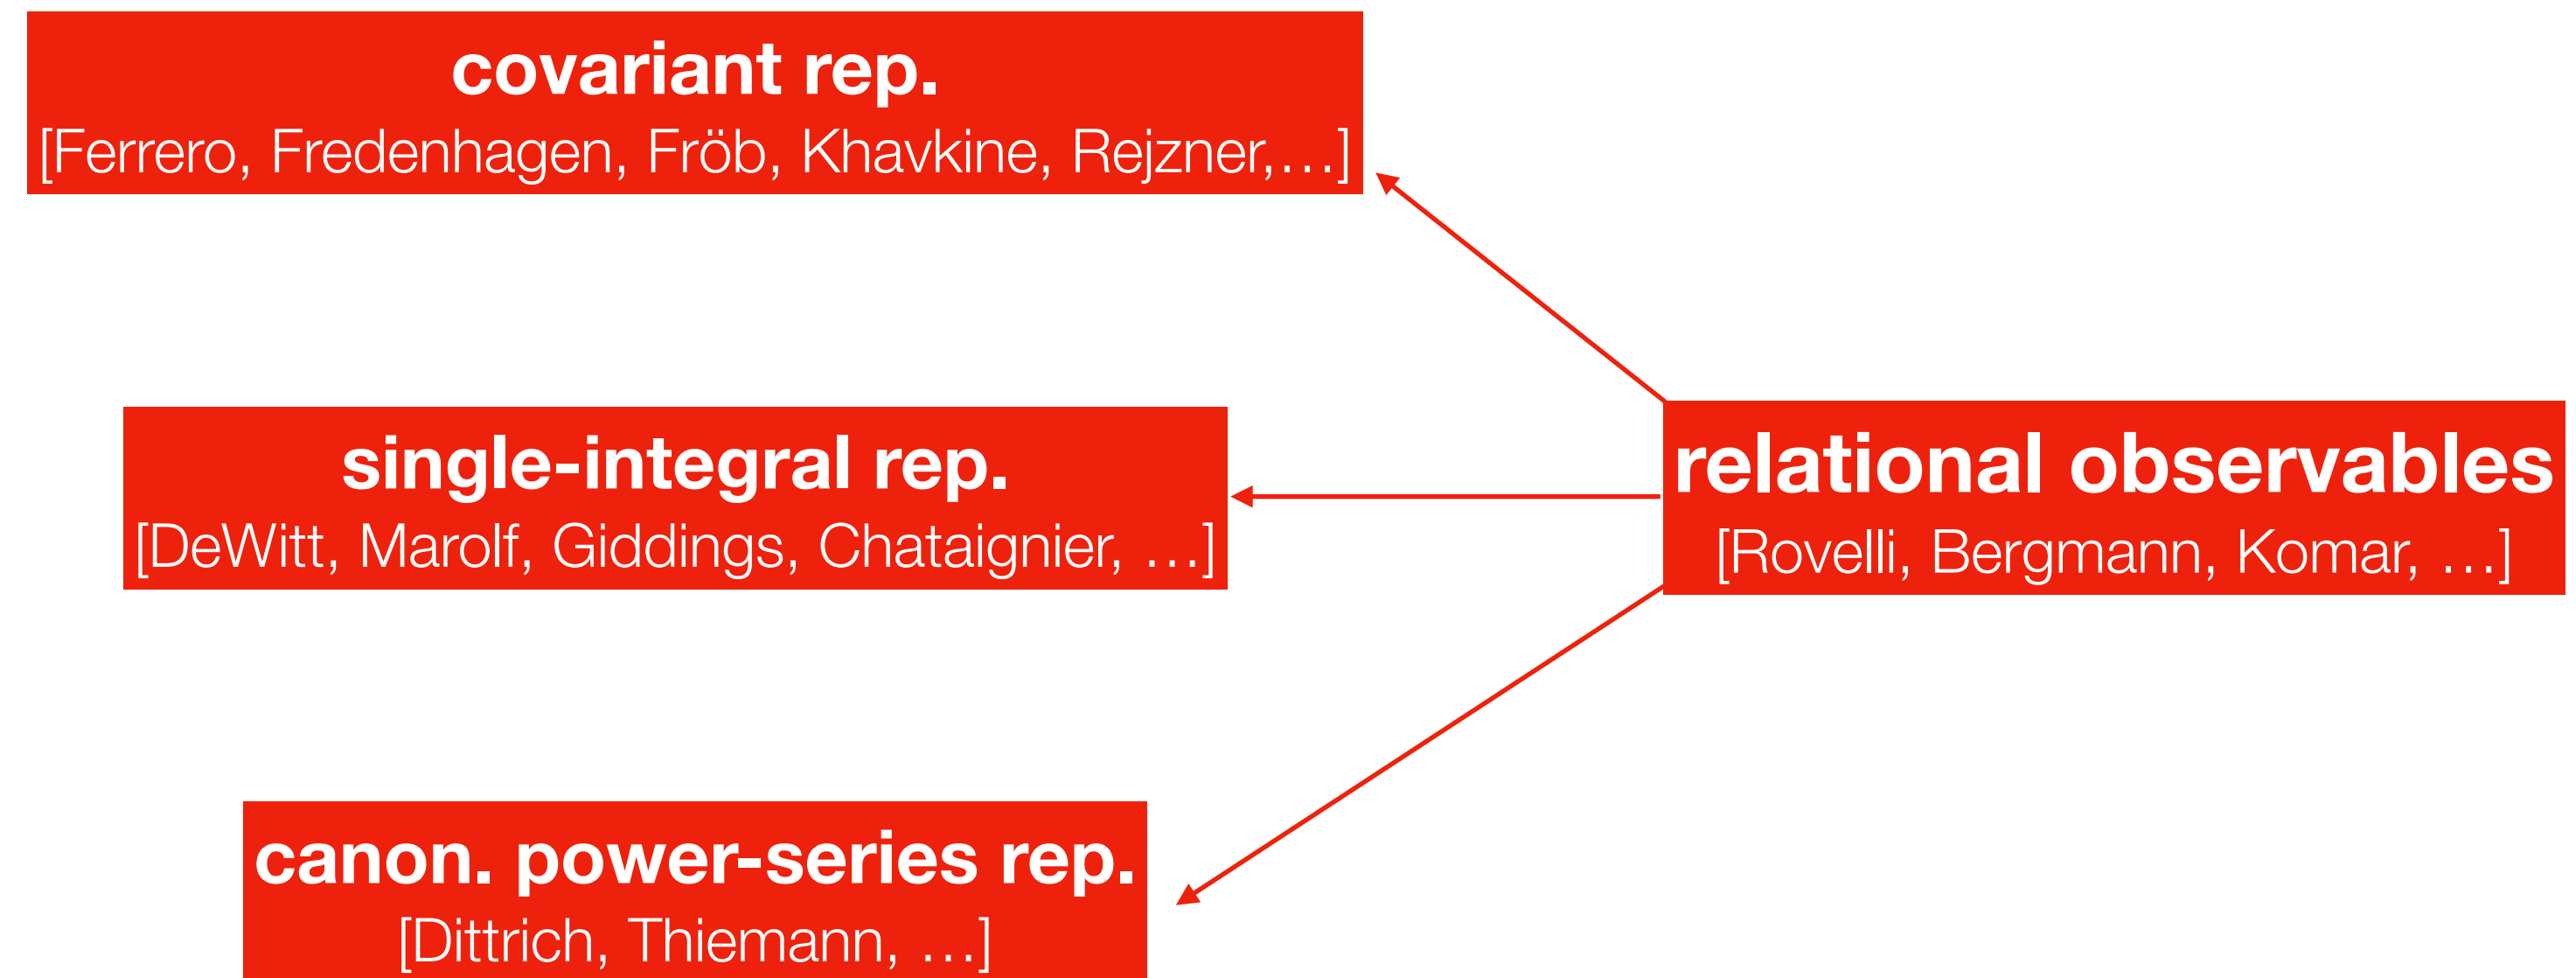 covariant rep.
[Ferrero, Fredenhagen, Fröb, Khavkine, Rejzner,…]
single-integral rep.
[DeWitt, Marolf, Giddings, Chataignier, …]
relational observables
[Rovelli, Bergmann, Komar, …]
canon. power-series rep.
[Dittrich, Thiemann, …]